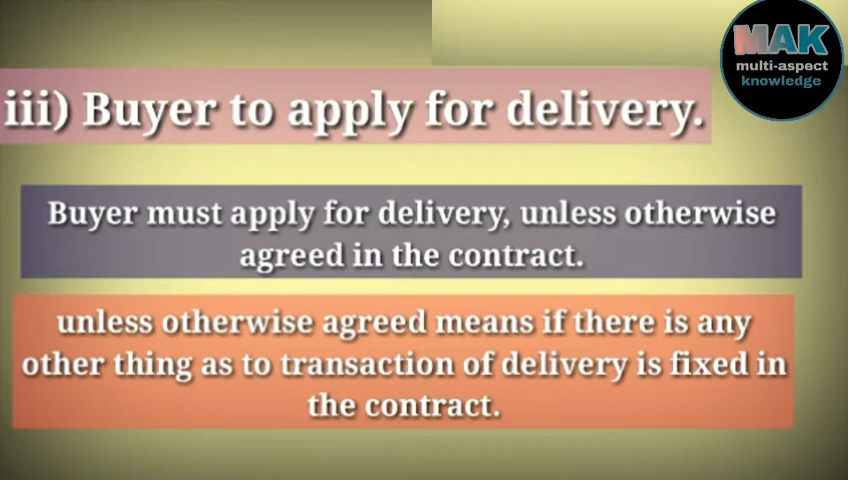 MAK
multi-aspect
knowledge
iii) Buyer to apply for delivery.
Buyer must apply for delivery, unless otherwise
agreed in the contract.
unless otherwise agreed means if there is any
other thing as to transaction of delivery is fixed in
the contract.